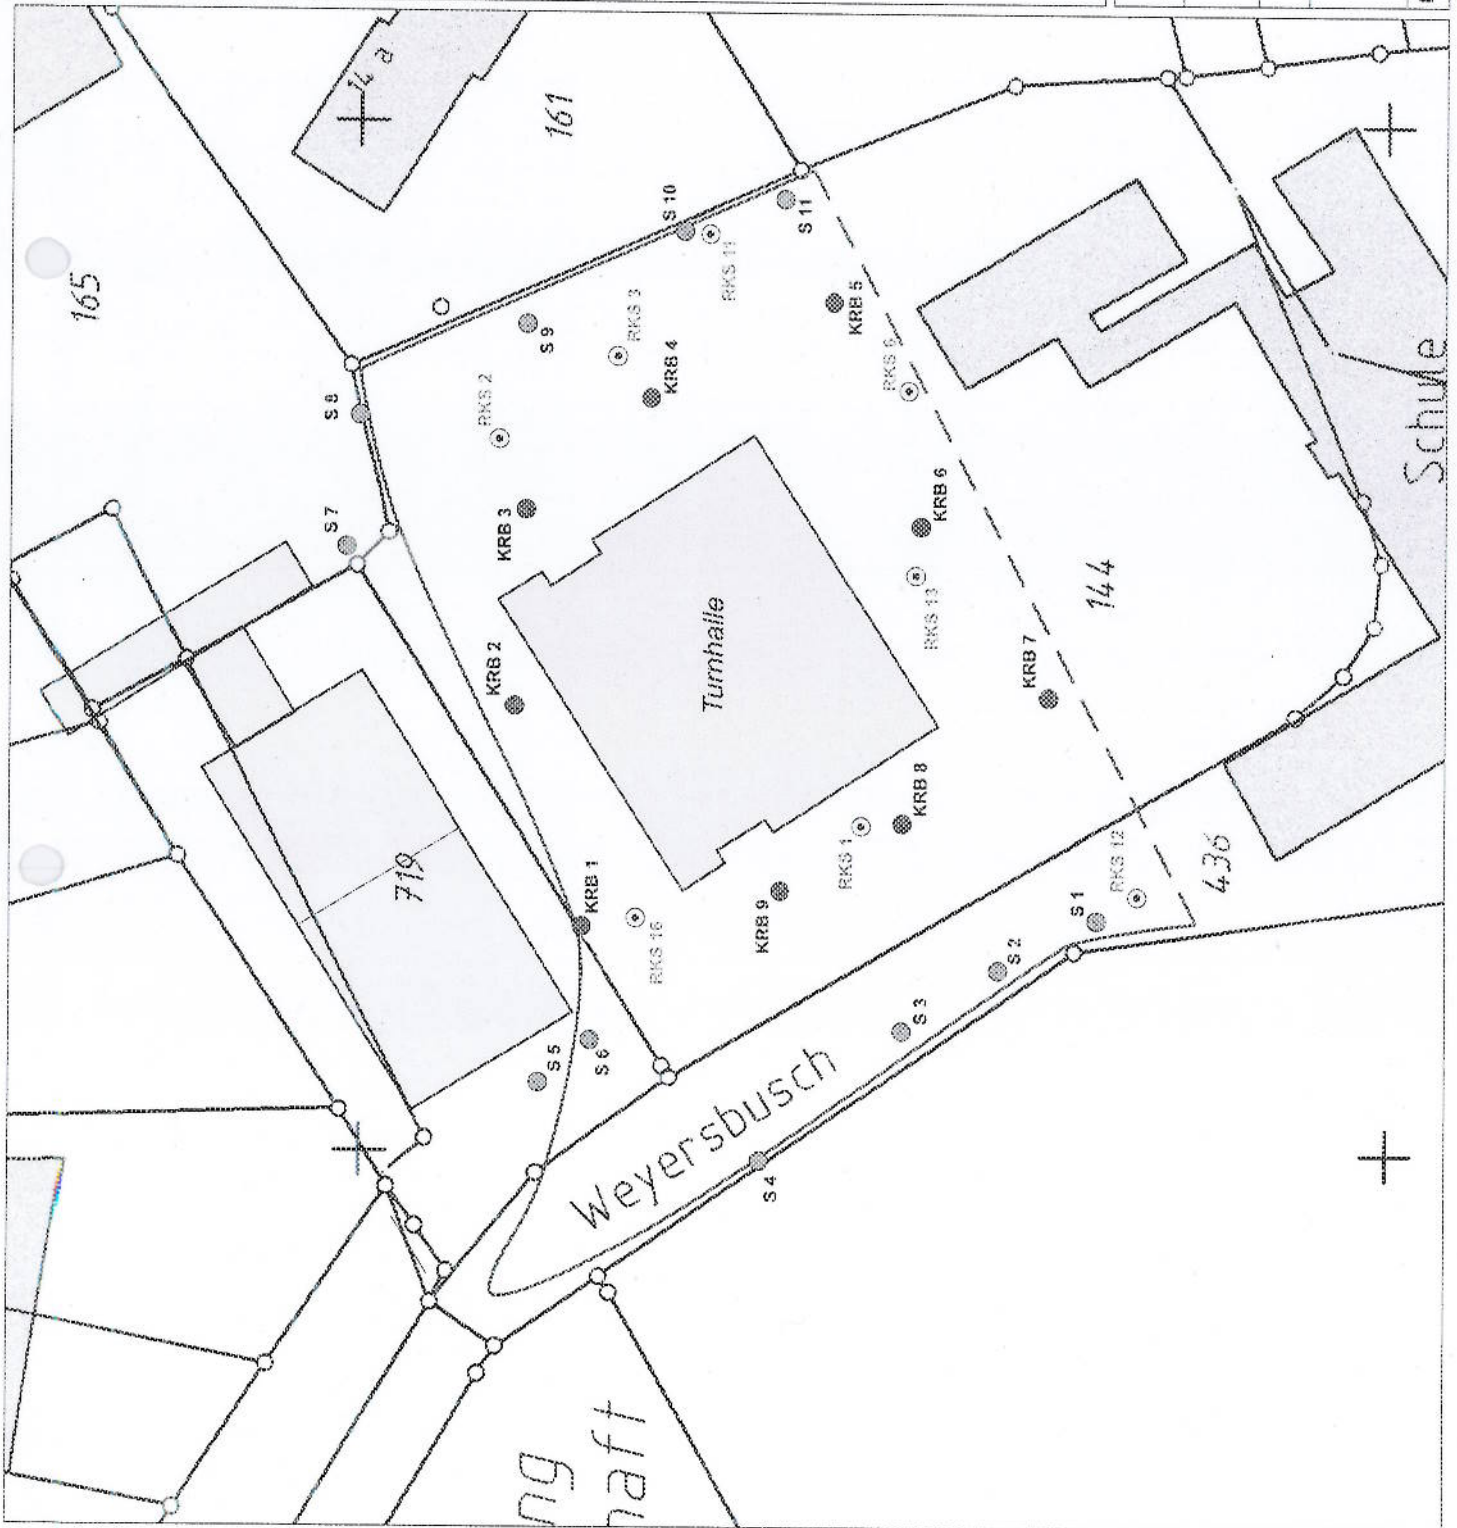 14 a
161
165
S 10
S 11
RKS 11
RKS 3
S 9
KRB 5
KRB 4
S 8
RKS 2
S 7
KRB 3
KRB 6
RKS 13
144
Schule
KRB 2
Turnhalle
KRB 7
719
KRB 1
RKS 1
KRB 8
RKS 12
436
KRB 9
RKS 16
S 1
S 2
S 3
S 5
S 6
Weyersbusch
S 4
ng
haft